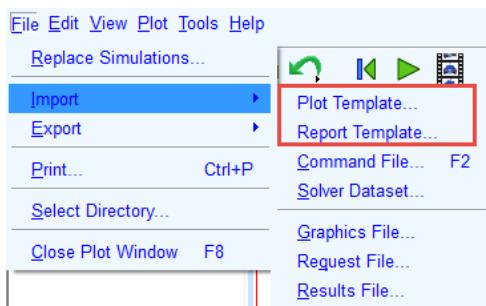 File Edit View Plot Tools Help
Replace Simulations...
Import
Export
Print... Ctrl+P
Select Directory...
Close Plot Window F8
Plot Template...
Report Template...
Command File... F2
Solver Dataset...
Graphics File...
Request File...
Results File...